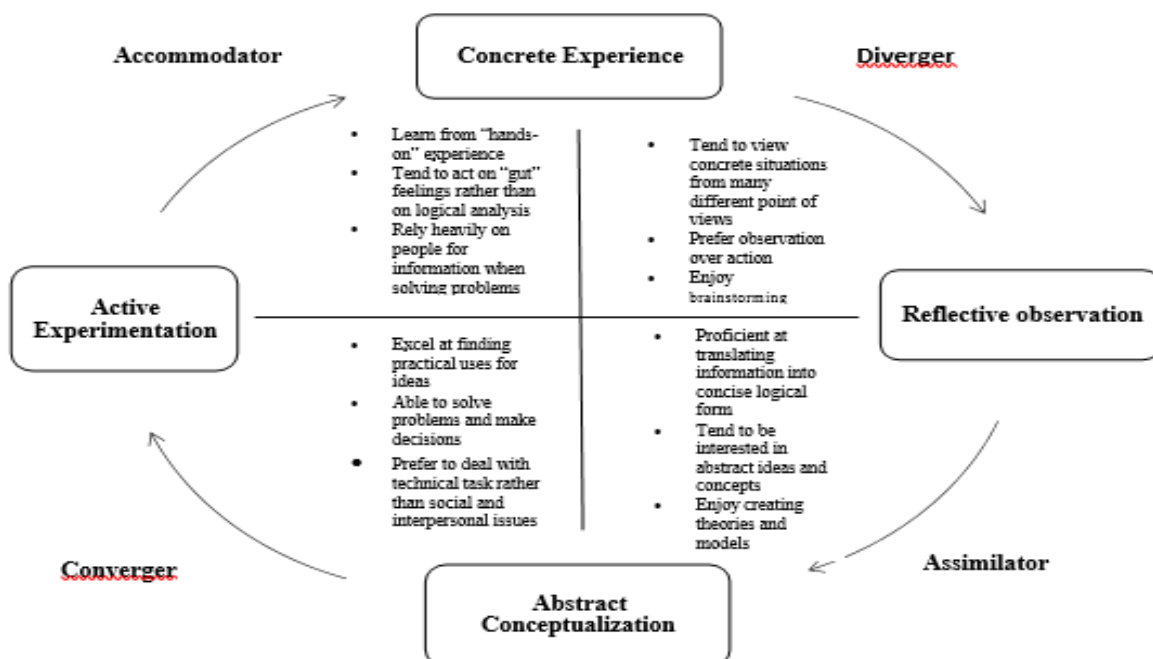 Accommodator
Concrete Experience
Diverger
• Learn from “hands-
on” experience
• Tend to act on “gut”
feelings rather than
on logical analysis
• Rely heavily on
people for
information when
solving problems
• Tend to view
concrete situations
from many
different point of
views
• Prefer observation
over action
• Enjoy
brainstorming
Active
Experimentation
Reflective observation
• Excel at finding
practical uses for
ideas
• Able to solve
problems and make
decisions
• Prefer to deal with
technical task rather
than social and
interpersonal issues
• Proficient at
translating
information into
concise logical
form
• Tend to be
interested in
abstract ideas and
concepts
• Enjoy creating
theories and
models
Converger
Abstract
Conceptualization
Assimilator